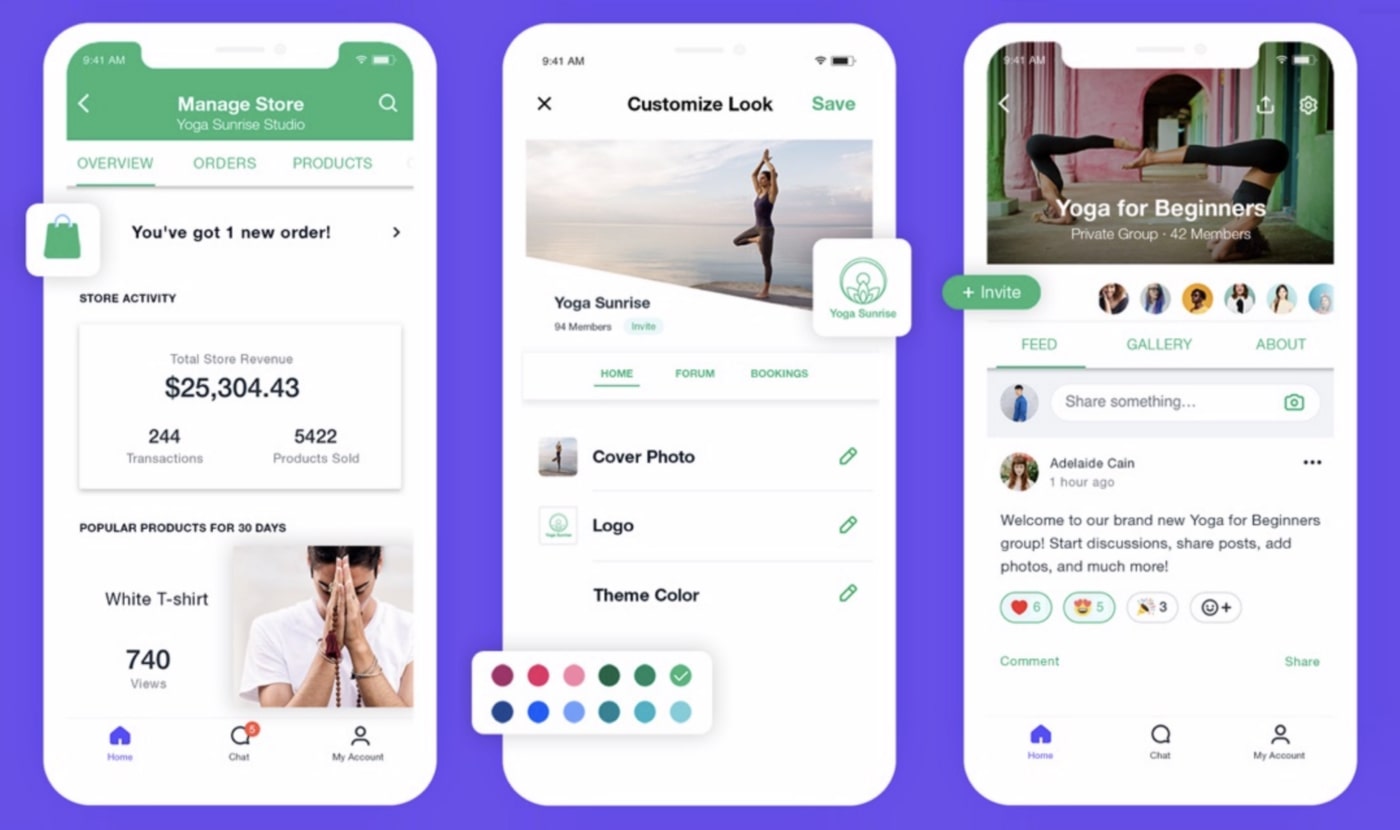 9:41 AM
Manage Store
Yoga Sunrise Studio
OVERVIEW ORDERS PRODUCTS
You've got 1 new order!
STORE ACTIVITY
Total Store Revenue
$25,304.43
244 5422
Transactions Products Sold
POPULAR PRODUCTS FOR 30 DAYS
White T-shirt
740
Views
5
Home Chat My Account
9:41 AM
Customize Look Save
Yoga Sunrise
94 Members Invite
Yoga Sunrise
HOME FORUM BOOKINGS
Cover Photo
Yoga Sunrise
Logo
Theme Color
9:41 AM
Yoga for Beginners
Private Group · 42 Members
+ Invite
FEED GALLERY ABOUT
Share something...
Adelaide Cain
1 hour ago
Welcome to our brand new Yoga for Beginners
group! Start discussions, share posts, add
photos, and much more!
❤️ 6 😍 5 🎉 3
Comment Share
Home Chat My Account